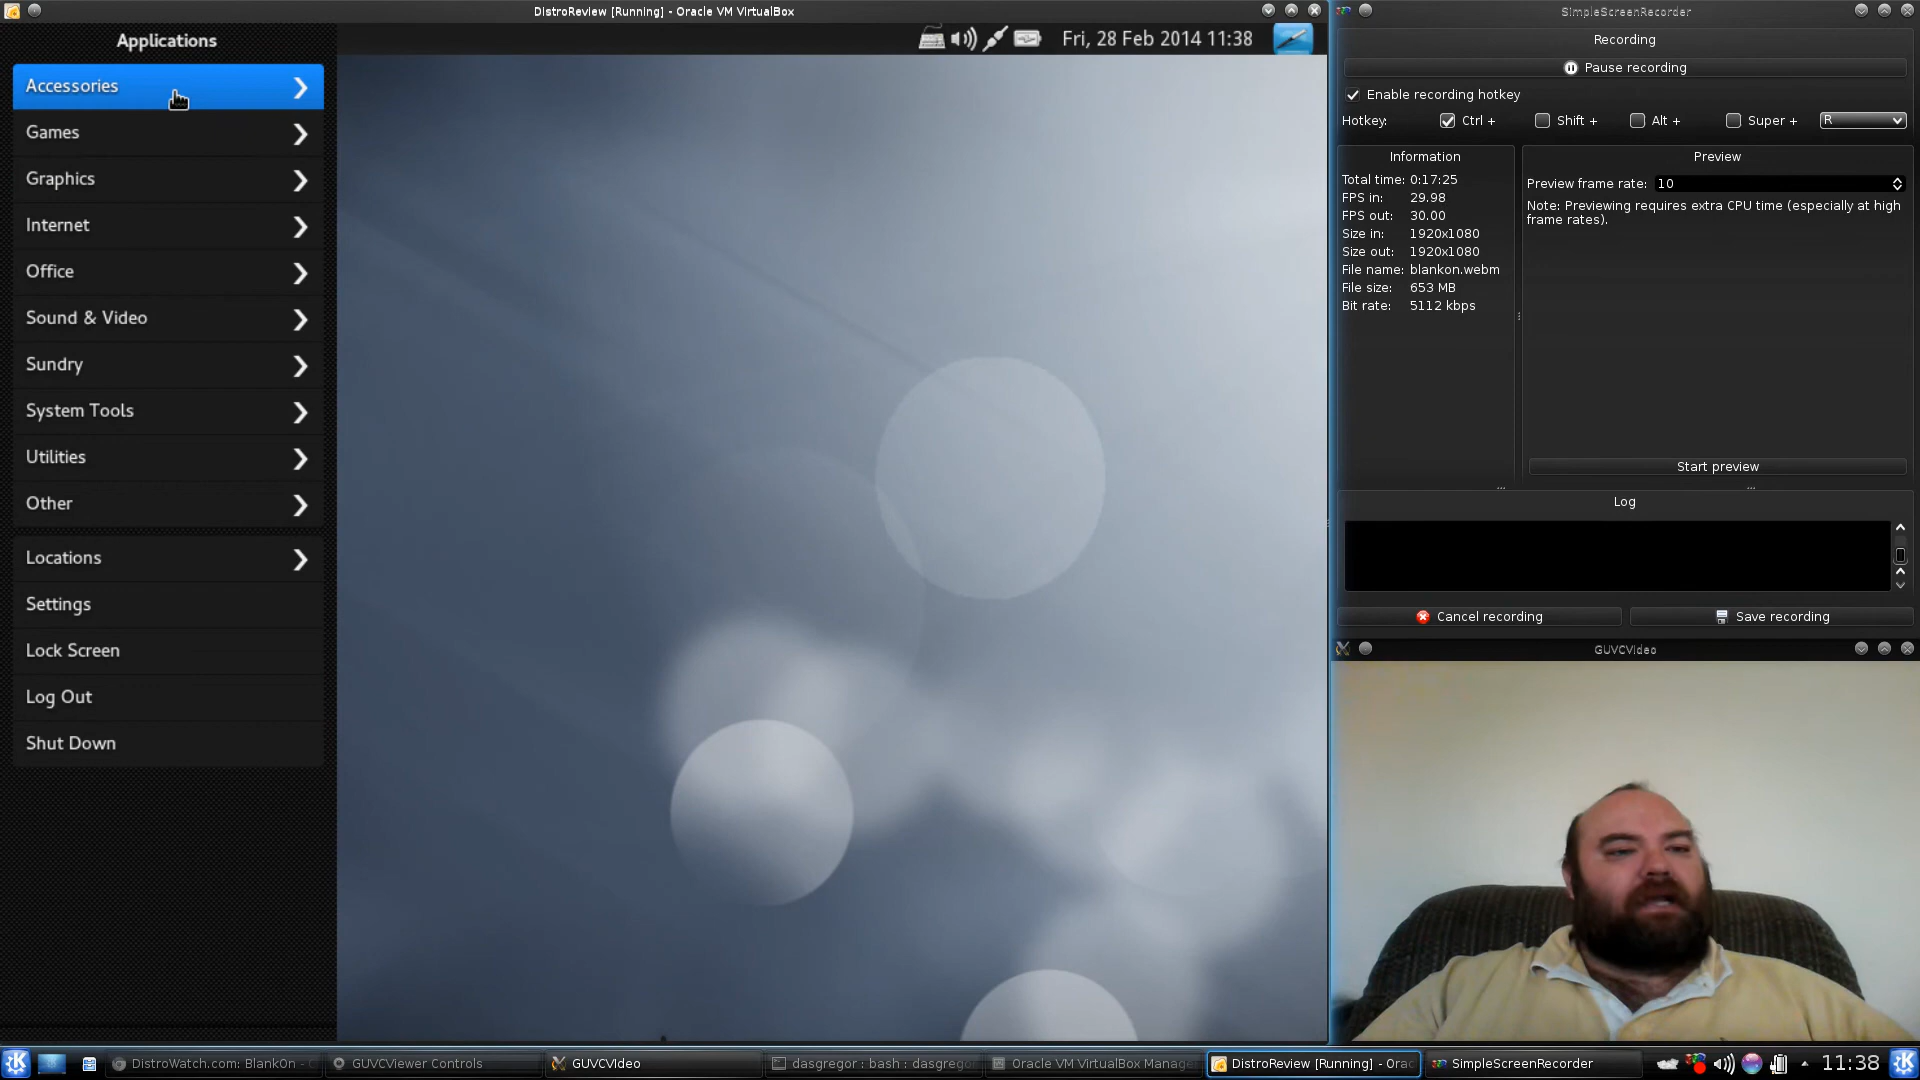 DistroReview [Running] - Oracle VM VirtualBox
SimpleScreenRecorder
Applications
Fri, 28 Feb 2014 11:38
Accessories
Games
Graphics
Internet
Office
Sound & Video
Sundry
System Tools
Utilities
Other
Locations
Settings
Lock Screen
Log Out
Shut Down
Recording
Pause recording
Enable recording hotkey
Hotkey: Ctrl + Shift + Alt + Super + R
Information
Total time: 0:17:25
FPS in: 29.98
FPS out: 30.00
Size in: 1920x1080
Size out: 1920x1080
File name: blankon.webm
File size: 653 MB
Bit rate: 5112 kbps
Preview
Preview frame rate: 10
Note: Previewing requires extra CPU time (especially at high
frame rates).
Start preview
Log
Cancel recording Save recording
GUVCVideo
DistroWatch.com: BlankOn - GUVCViewer Controls GUVCVideo dasgregor : bash : dasgregor Oracle VM VirtualBox Manage DistroReview [Running] - Orac SimpleScreenRecorder 11:38